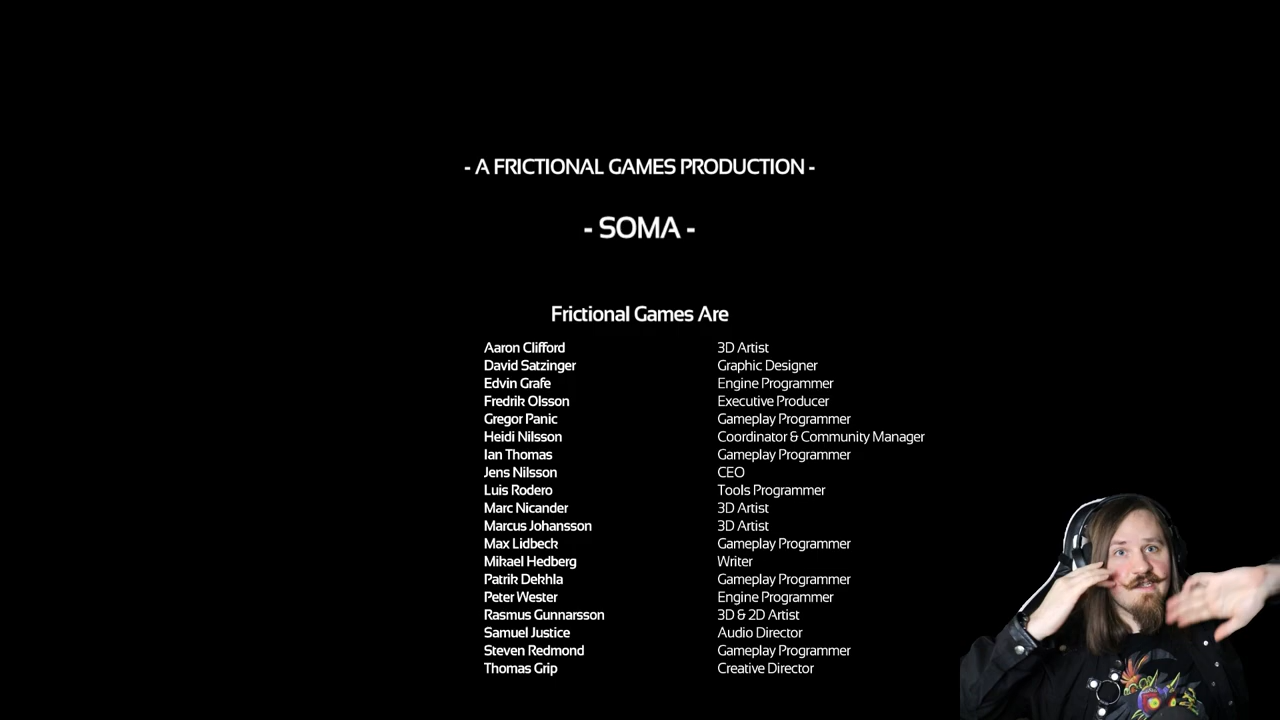 - A FRICTIONAL GAMES PRODUCTION -
- SOMA -
Frictional Games Are
Aaron Clifford 3D Artist
David Satzinger Graphic Designer
Edvin Grafe Engine Programmer
Fredrik Olsson Executive Producer
Gregor Panic Gameplay Programmer
Heidi Nilsson Coordinator & Community Manager
Ian Thomas Gameplay Programmer
Jens Nilsson CEO
Luis Rodero Tools Programmer
Marc Nicander 3D Artist
Marcus Johansson 3D Artist
Max Lidbeck Gameplay Programmer
Mikael Hedberg Writer
Patrik Dekhla Gameplay Programmer
Peter Wester Engine Programmer
Rasmus Gunnarsson 3D & 2D Artist
Samuel Justice Audio Director
Steven Redmond Gameplay Programmer
Thomas Grip Creative Director